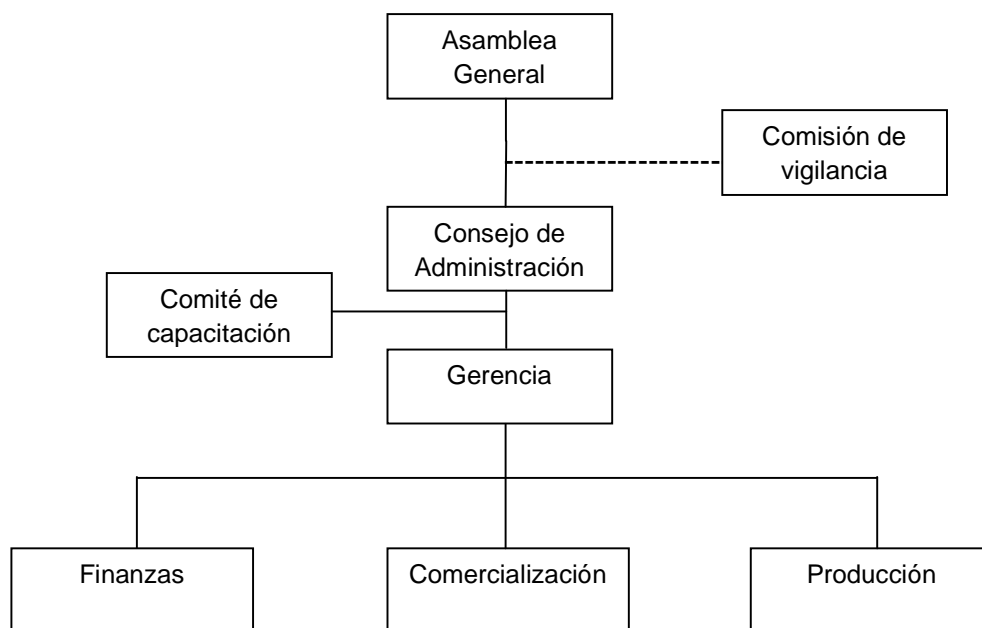 Asamblea
General
Comisión de
vigilancia
Consejo de
Administración
Comité de
capacitación
Gerencia
Finanzas
Comercialización
Producción